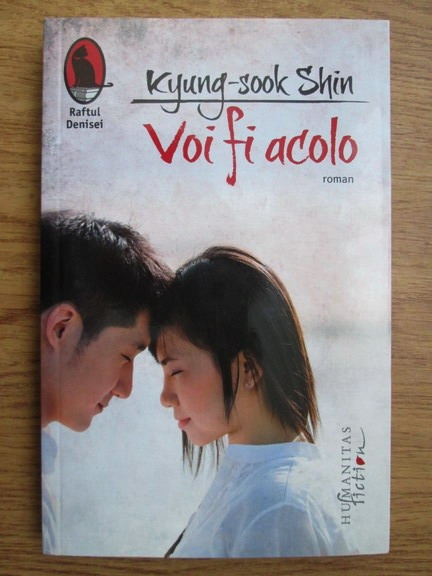 Raftul
Denisei
Kyung-sook Shin
Voi fi acolo
roman
HUMANITAS
fiction